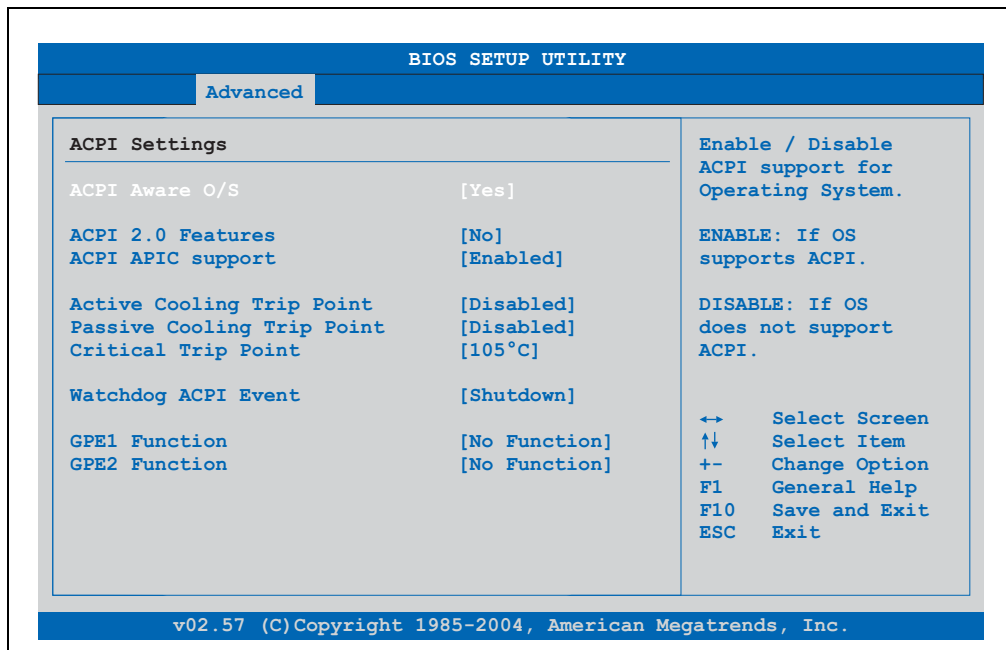 BIOS SETUP UTILITY
Advanced
ACPI Settings
ACPI Aware O/S [Yes]
ACPI 2.0 Features [No]
ACPI APIC support [Enabled]
Active Cooling Trip Point [Disabled]
Passive Cooling Trip Point [Disabled]
Critical Trip Point [105°C]
Watchdog ACPI Event [Shutdown]
GPE1 Function [No Function]
GPE2 Function [No Function]
Enable / Disable
ACPI support for
Operating System.
ENABLE: If OS
supports ACPI.
DISABLE: If OS
does not support
ACPI.
↔ Select Screen
↑↓ Select Item
+- Change Option
F1 General Help
F10 Save and Exit
ESC Exit
v02.57 (C)Copyright 1985-2004, American Megatrends, Inc.